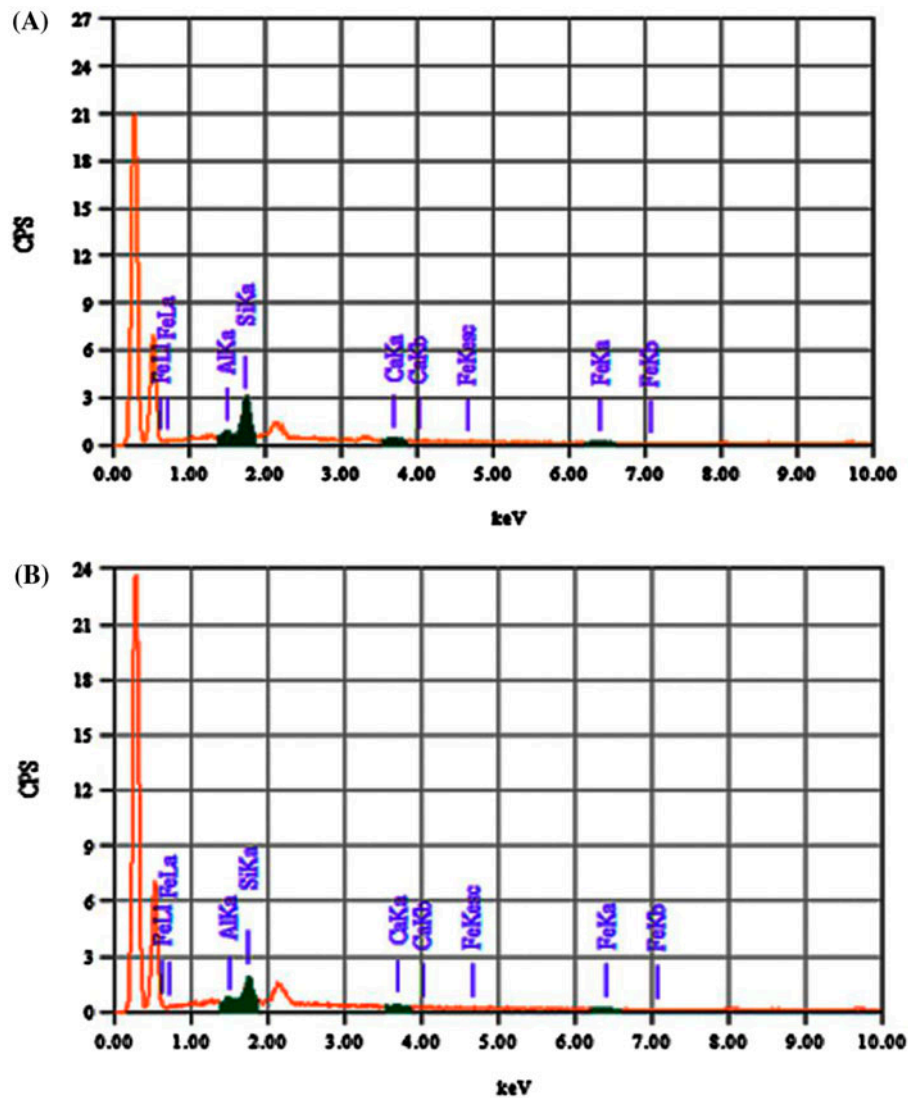 (A)
27
24
21
18
15
12
9
6
3
0
CPS
FeLl FeLa
AlKa
SiKa
CaKa
CaKb
FeKesc
FeKa
FeKb
0.00 1.00 2.00 3.00 4.00 5.00 6.00 7.00 8.00 9.00 10.00
keV
(B)
24
21
18
15
12
9
6
3
0
CPS
FeLl FeLa
AlKa
SiKa
CaKa
CaKb
FeKesc
FeKa
FeKb
0.00 1.00 2.00 3.00 4.00 5.00 6.00 7.00 8.00 9.00 10.00
keV